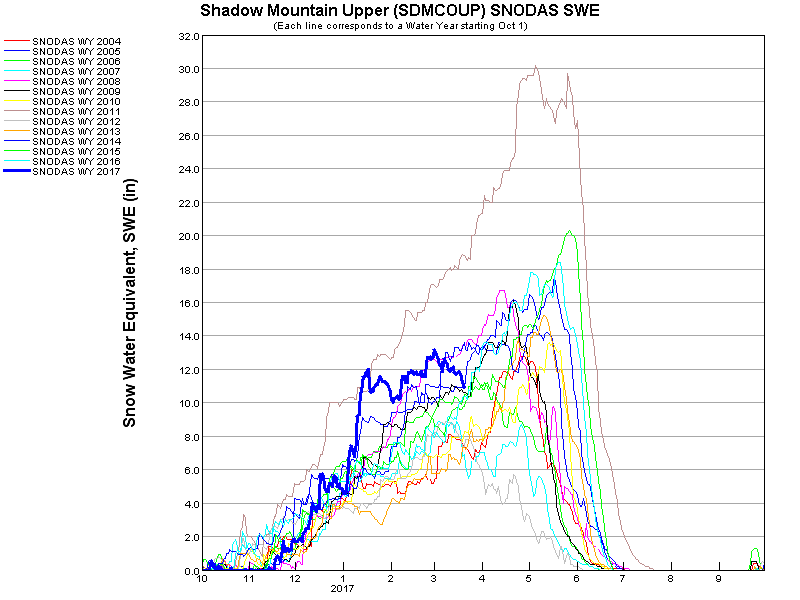 Shadow Mountain Upper (SDMCOUP) SNODAS SWE
(Each line corresponds to a Water Year starting Oct 1)
SNODAS WY 2004
SNODAS WY 2005
SNODAS WY 2006
SNODAS WY 2007
SNODAS WY 2008
SNODAS WY 2009
SNODAS WY 2010
SNODAS WY 2011
SNODAS WY 2012
SNODAS WY 2013
SNODAS WY 2014
SNODAS WY 2015
SNODAS WY 2016
SNODAS WY 2017
Snow Water Equivalent, SWE (in)
32.0
30.0
28.0
26.0
24.0
22.0
20.0
18.0
16.0
14.0
12.0
10.0
8.0
6.0
4.0
2.0
0.0
10 11 12 1 2 3 4 5 6 7 8 9
2017